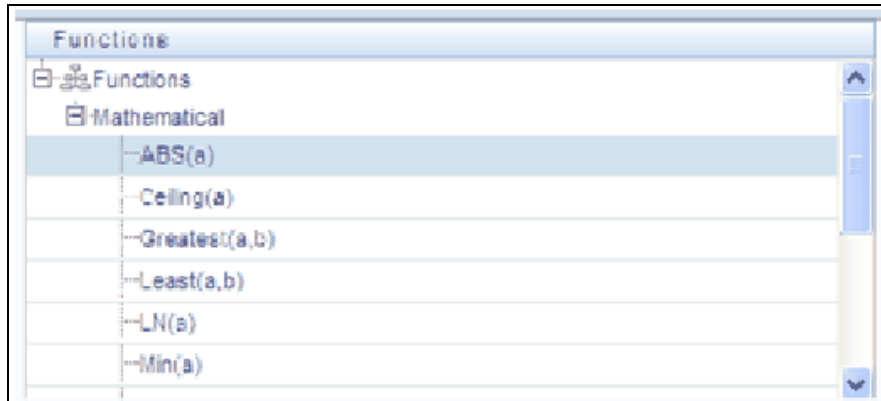 Functions
Functions
Mathematical
ABS(a)
Ceiling(a)
Greatest(a,b)
Least(a,b)
LN(a)
Min(a)